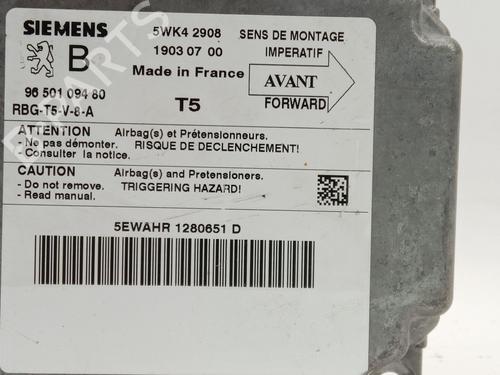 SIEMENS
5WK4 2908
SENS DE MONTAGE
B
1903 07 00
IMPERATIF
Made in France
AVANT
96 501 094 80
T5
FORWARD
RBG-T5-V-8-A
ATTENTION Airbag(s) et Prétensionneurs.
- Ne pas démonter. RISQUE DE DECLENCHEMENT!
- Consulter la notice.
CAUTION Airbag(s) and Pretensioners.
- Do not remove. TRIGGERING HAZARD!
- Read manual.
5EWAHR 1280651 D